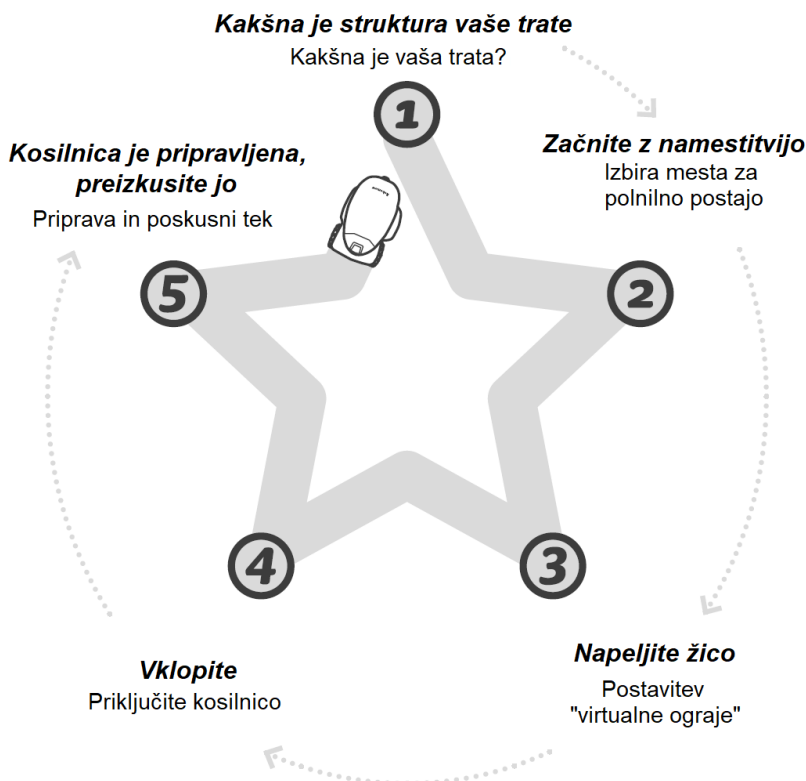 Kakšna je struktura vaše trate
Kakšna je vaša trata?
1
Začnite z namestitvijo
Izbira mesta za
polnilno postajo
2
Napeljite žico
Postavitev
"virtualne ograje"
3
Vklopite
Priključite kosilnico
4
Kosilnica je pripravljena,
preizkusite jo
Priprava in poskusni tek
5